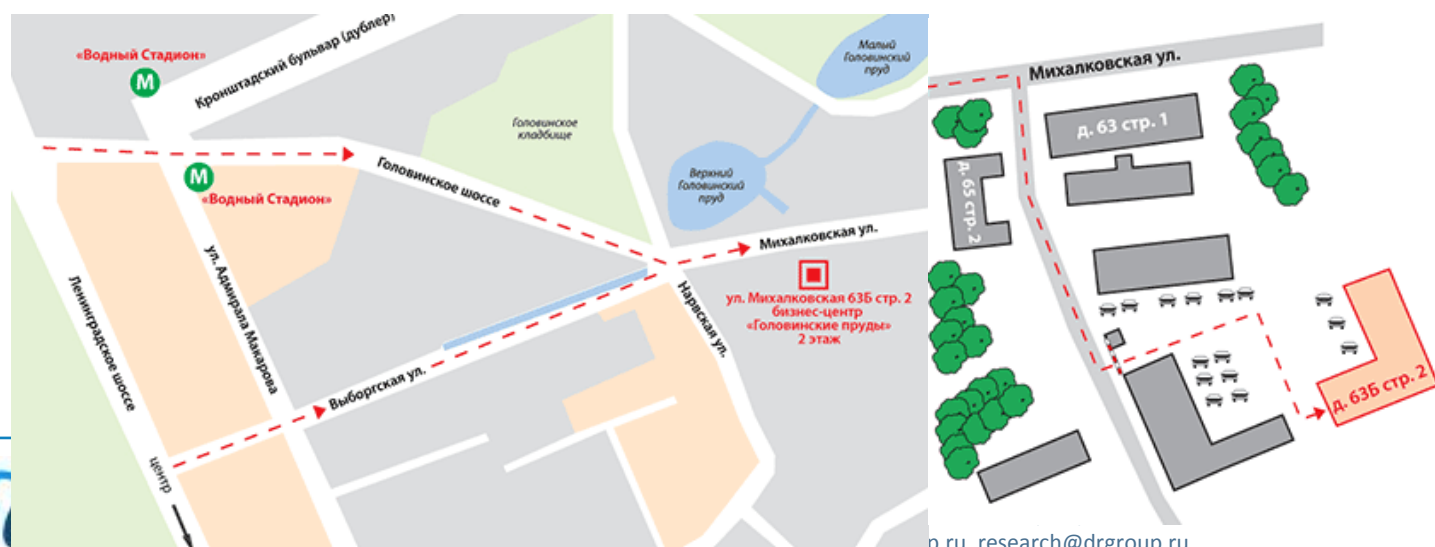 «Водный Стадион»
М
Кронштадский бульвар (дублер)
Малый
Головинский
пруд
Головинское
кладбище
Головинское шоссе
М
«Водный Стадион»
Верхний
Головинский
пруд
Михалковская ул.
ул. Михалковская 63Б стр. 2
бизнес-центр
«Головинские пруды»
2 этаж
Ленинградское шоссе
ул. Адмирала Макарова
Нарвская ул.
Выборгская ул.
центр
Михалковская ул.
д. 63 стр. 1
д. 65 стр. 2
д. 63Б стр. 2
p.ru, research@drgroup.ru